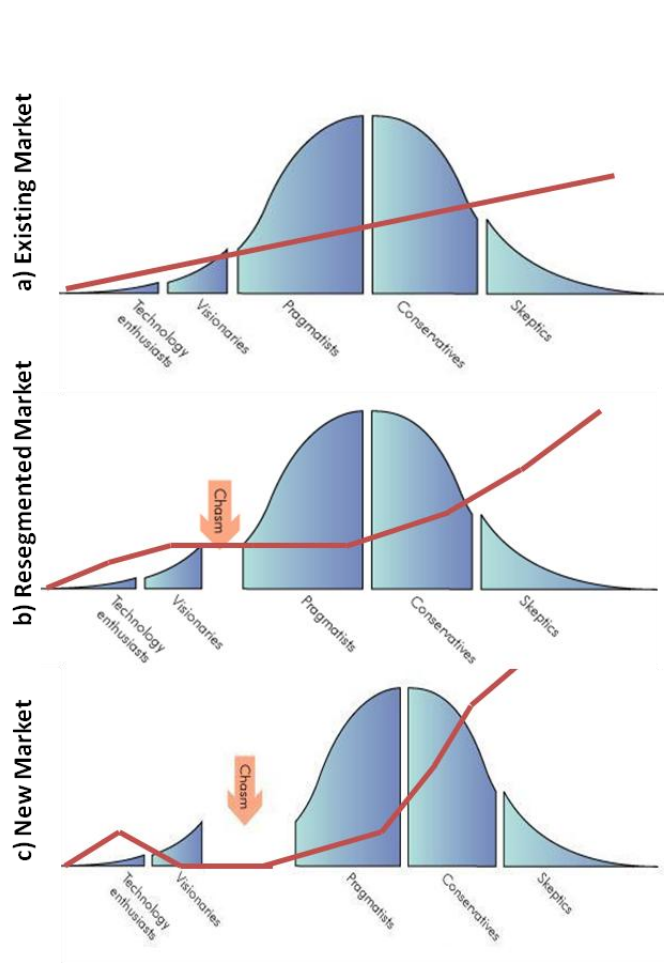 a) Existing Market
Technology
enthusiasts
Visionaries
Pragmatists
Conservatives
Skeptics
b) Resegmented Market
Chasm
Technology
enthusiasts
Visionaries
Pragmatists
Conservatives
Skeptics
c) New Market
Chasm
Technology
enthusiasts
Visionaries
Pragmatists
Conservatives
Skeptics